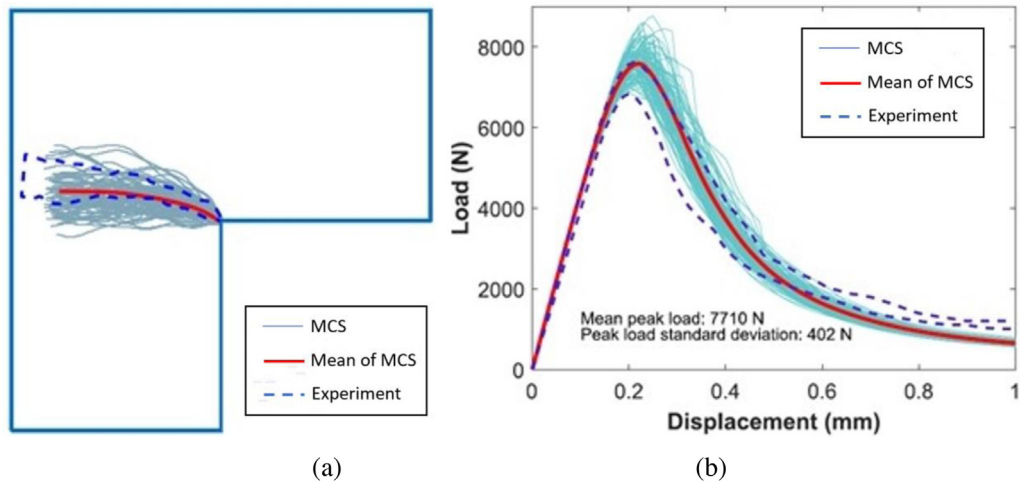 MCS
Mean of MCS
Experiment
(a)
Load (N)
8000
6000
4000
2000
0
MCS
Mean of MCS
Experiment
Mean peak load: 7710 N
Peak load standard deviation: 402 N
0
0.2
0.4
0.6
0.8
1
Displacement (mm)
(b)